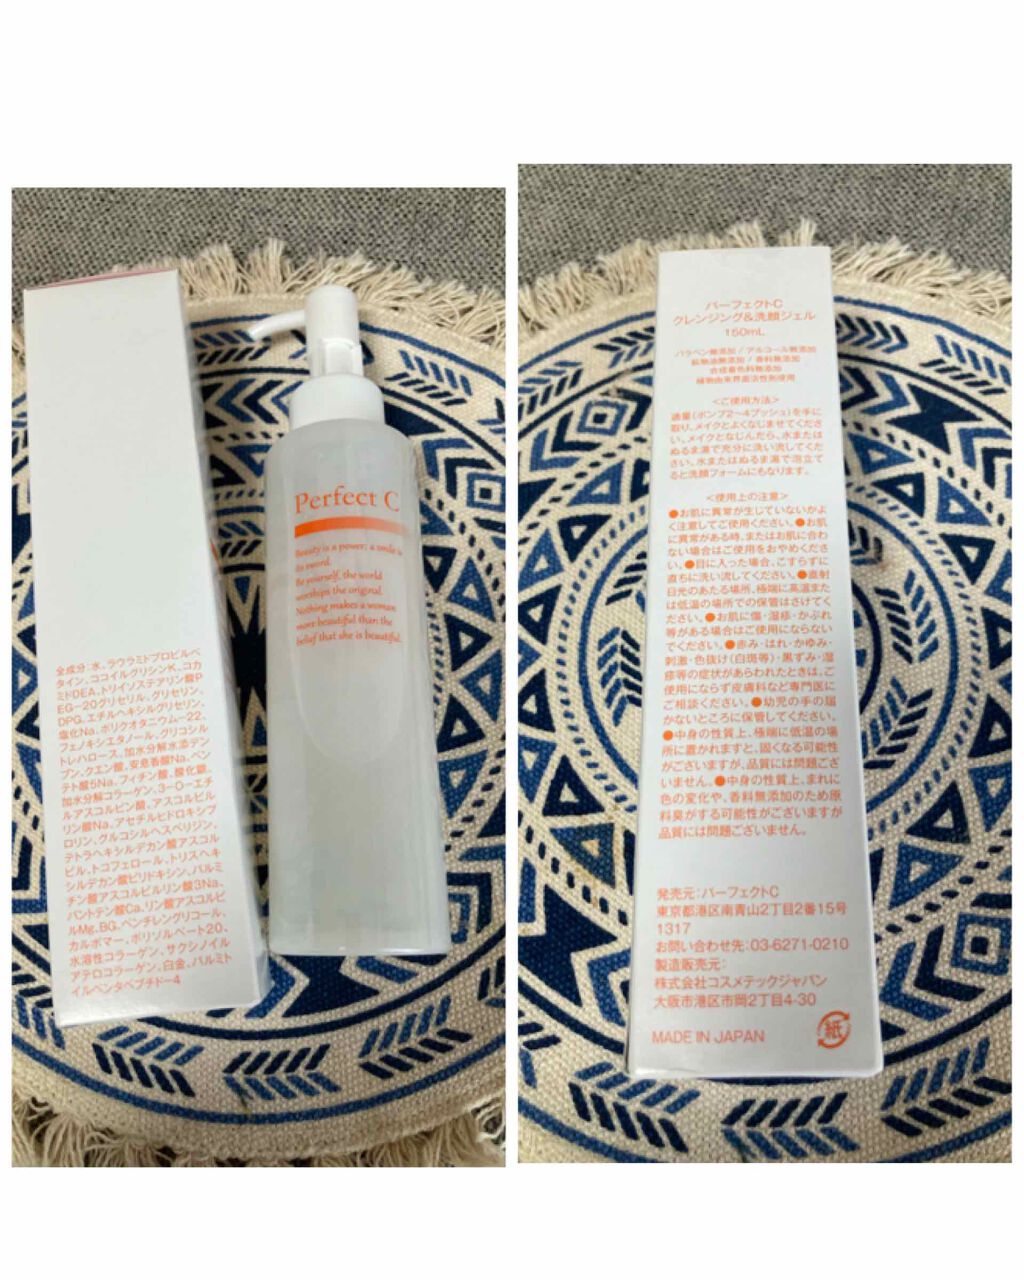 全成分:水、ラウラミドプロピルベ
タイン、ココイルグリシンK、コカ
ミドDEA、トリイソステアリン酸P
EG-20グリセリル、グリセリン、
DPG、エチルヘキシルグリセリン、
塩化Na、ポリクオタニウム-22、
フェノキシエタノール、グリコシル
トレハロース、加水分解水添デン
プン、クエン酸、安息香酸Na、ペン
テト酸5Na、フィチン酸、酸化銀、
加水分解コラーゲン、3-O-エチ
ルアスコルビン酸、アスコルビル
リン酸Na、アセチルヒドロキシプ
ロリン、グルコシルヘスペリジン、
テトラヘキシルデカン酸アスコル
ビル、トコフェロール、トリスヘキ
シルデカン酸ピリドキシン、パルミ
チン酸アスコルビルリン酸3Na、
パントテン酸Ca、リン酸アスコルビ
ルMg、BG、ペンチレングリコール、
カルボマー、ポリソルベート20、
水溶性コラーゲン、サクシノイル
アテロコラーゲン、白金、パルミト
イルペンタペプチド-4
Perfect C
Beauty is a power, a smile is
its sword.
Be yourself, the world
worships the original.
Nothing makes a woman
more beautiful than the
belief that she is beautiful.
パーフェクトC
クレンジング&洗顔ジェル
150mL
パラベン無添加/アルコール無添加
鉱物油無添加/香料無添加
合成着色料無添加
植物由来界面活性剤使用
<ご使用方法>
適量(ポンプ2〜4プッシュ)を手に
取り、メイクとよくなじませてくださ
い。メイクとなじんだら、水または
ぬるま湯で充分に洗い流してくだ
さい。水またはぬるま湯で泡立て
ると洗顔フォームにもなります。
<使用上の注意>
●お肌に異常が生じていないかよ
く注意してご使用ください。●お肌
に異常がある時、またはお肌に合わ
ない場合はご使用をおやめくださ
い。●目に入った場合、こすらずに
直ちに洗い流してください。●直射
日光のあたる場所、極端に高温また
は低温の場所での保管はさけてく
ださい。●お肌に傷・湿疹・かぶれ
等がある場合はご使用にならない
でください。●赤み・はれ・かゆみ・
刺激・色抜け(白斑等)・黒ずみ・湿
疹等の症状があらわれたときは、ご
使用にならず皮膚科など専門医に
ご相談ください。●幼児の手の届
かないところに保管してください。
●中身の性質上、極端に低温の場
所に置かれますと、固くなる可能性
がございますが、品質には問題ござ
いません。●中身の性質上、まれに
色の変化や、香料無添加のため原
料臭がする可能性がございますが
品質には問題ございません。
発売元:パーフェクトC
東京都港区南青山2丁目2番15号
1317
お問い合わせ先:03-6271-0210
製造販売元:
株式会社コスメテックジャパン
大阪市港区市岡2丁目4-30
MADE IN JAPAN
紙